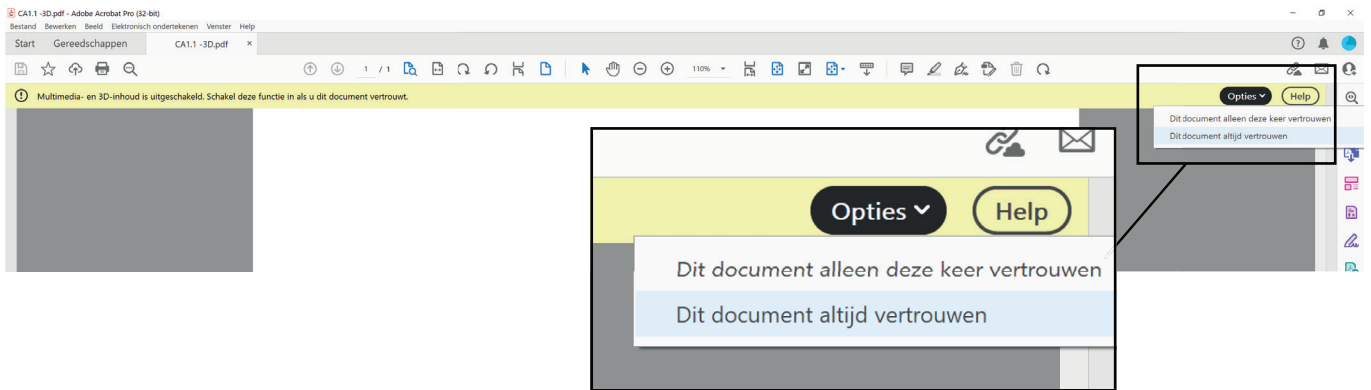 CA1.1 -3D.pdf - Adobe Acrobat Pro (32-bit)
Bestand Bewerken Beeld Elektronisch ondertekenen Venster Help
Start Gereedschappen CA1.1 -3D.pdf ×
1 / 1 110%
Multimedia- en 3D-inhoud is uitgeschakeld. Schakel deze functie in als u dit document vertrouwt. Opties Help
Dit document alleen deze keer vertrouwen
Dit document altijd vertrouwen
Opties Help
Dit document alleen deze keer vertrouwen
Dit document altijd vertrouwen